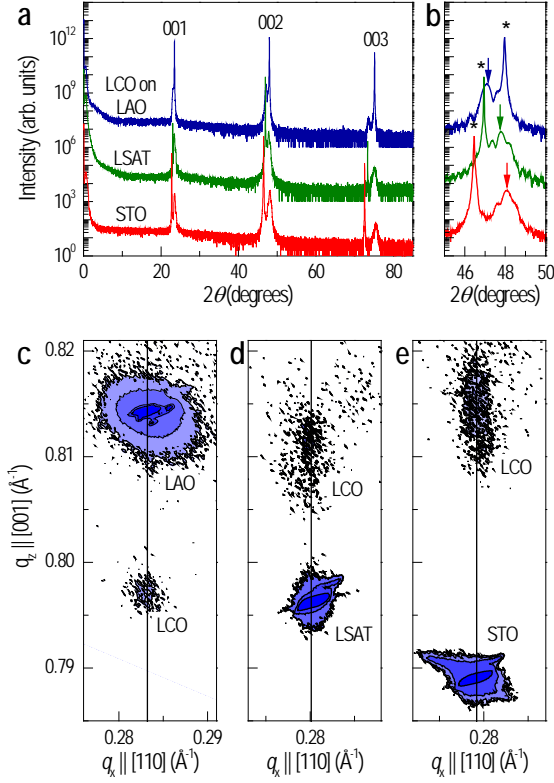 a
b
001
002
003
LCO on
LAO
LSAT
STO
Intensity (arb. units)
10^12
10^9
10^6
10^3
10^0
0 20 40 60 80
2θ(degrees)
* * *
46 48 50
2θ(degrees)
c
d
e
0.82
0.81
0.80
0.79
q_z || [001] (Å^-1)
LAO
LCO
LCO
LSAT
LCO
STO
0.28 0.29
0.28
0.28
q_x || [110] (Å^-1)
q_x || [110] (Å^-1)
q_x || [110] (Å^-1)